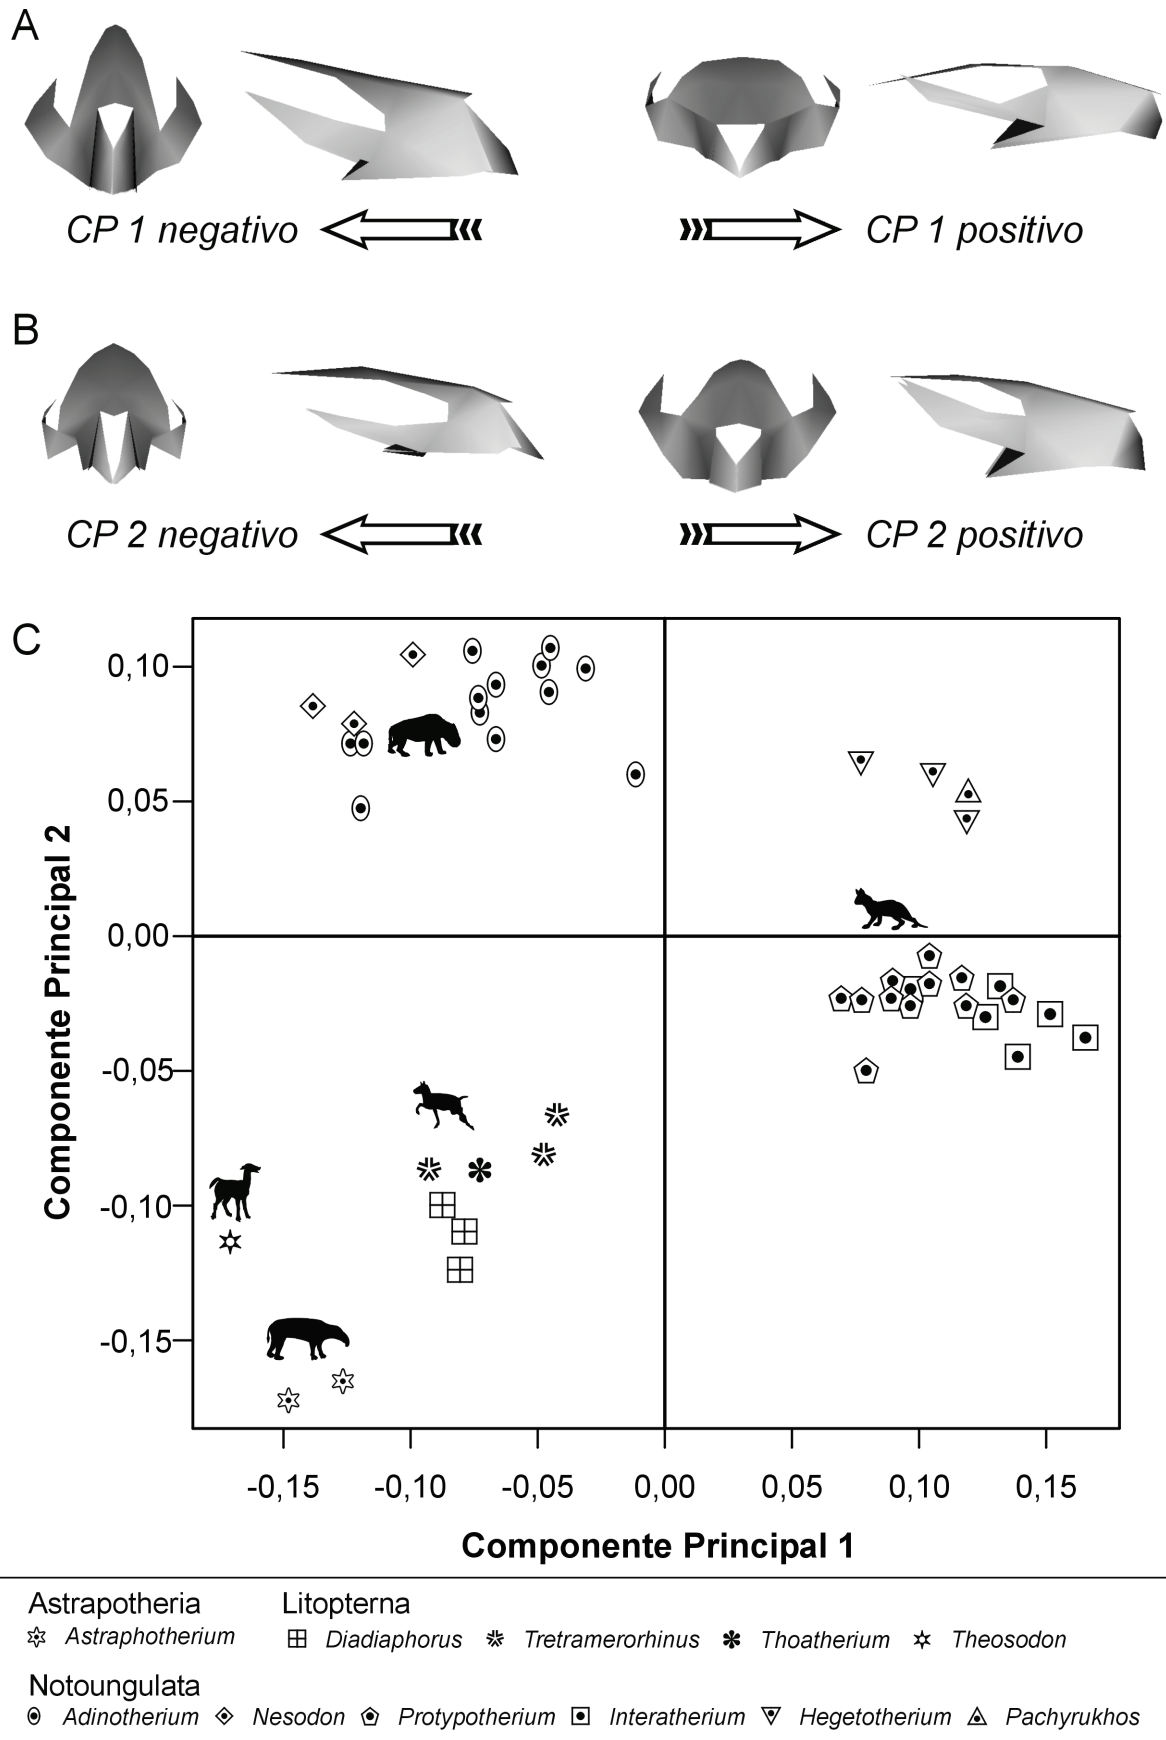 A
CP 1 negativo
CP 1 positivo
B
CP 2 negativo
CP 2 positivo
C
0,10
0,05
0,00
-0,05
-0,10
-0,15
Componente Principal 2
-0,15 -0,10 -0,05 0,00 0,05 0,10 0,15
Componente Principal 1
Astrapotheria Litopterna
Astraphotherium Diadiaphorus Tretramerorhinus Thoatherium Theosodon
Notoungulata
Adinotherium Nesodon Protypotherium Interatherium Hegetotherium Pachyrukhos